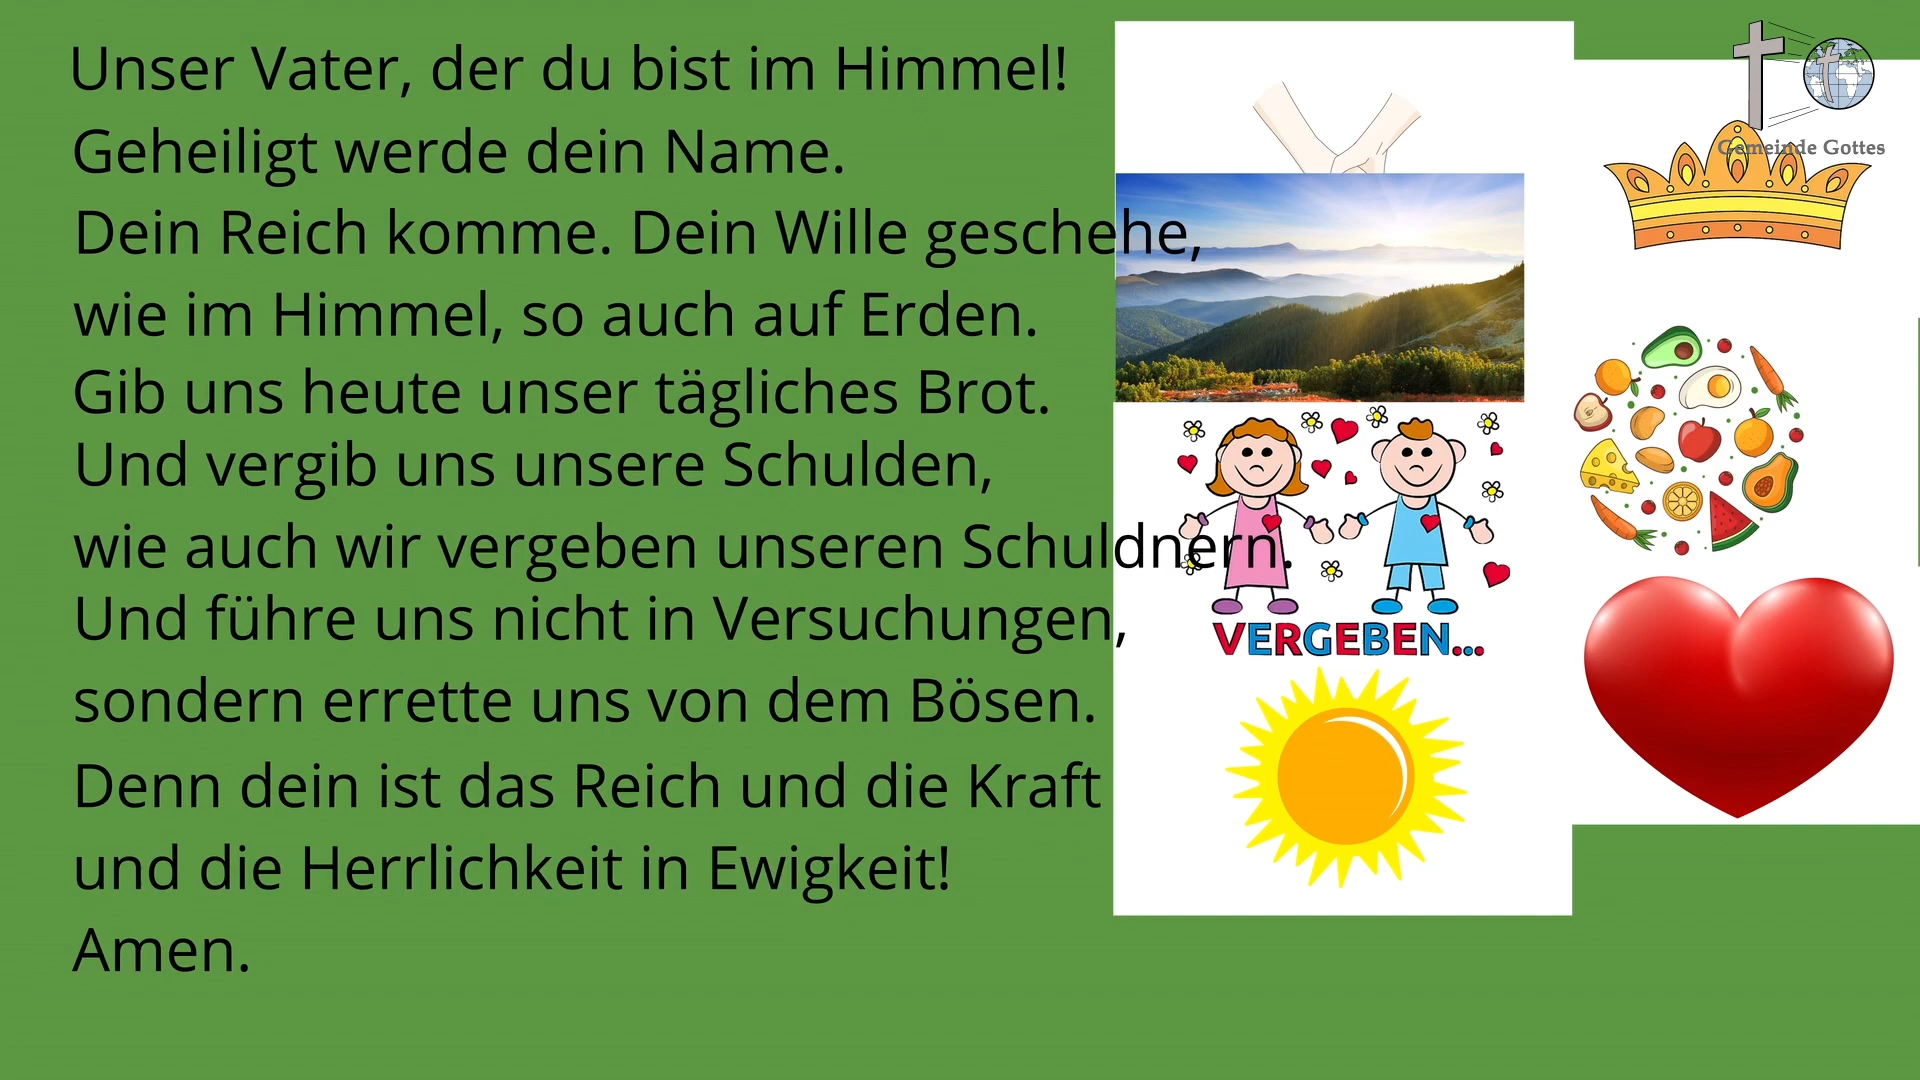 Unser Vater, der du bist im Himmel!
Geheiligt werde dein Name.
Dein Reich komme. Dein Wille geschehe,
wie im Himmel, so auch auf Erden.
Gib uns heute unser tägliches Brot.
Und vergib uns unsere Schulden,
wie auch wir vergeben unseren Schuldnern.
Und führe uns nicht in Versuchungen,
sondern errette uns von dem Bösen.
Denn dein ist das Reich und die Kraft
und die Herrlichkeit in Ewigkeit!
Amen.
VERGEBEN...
Gemeinde Gottes